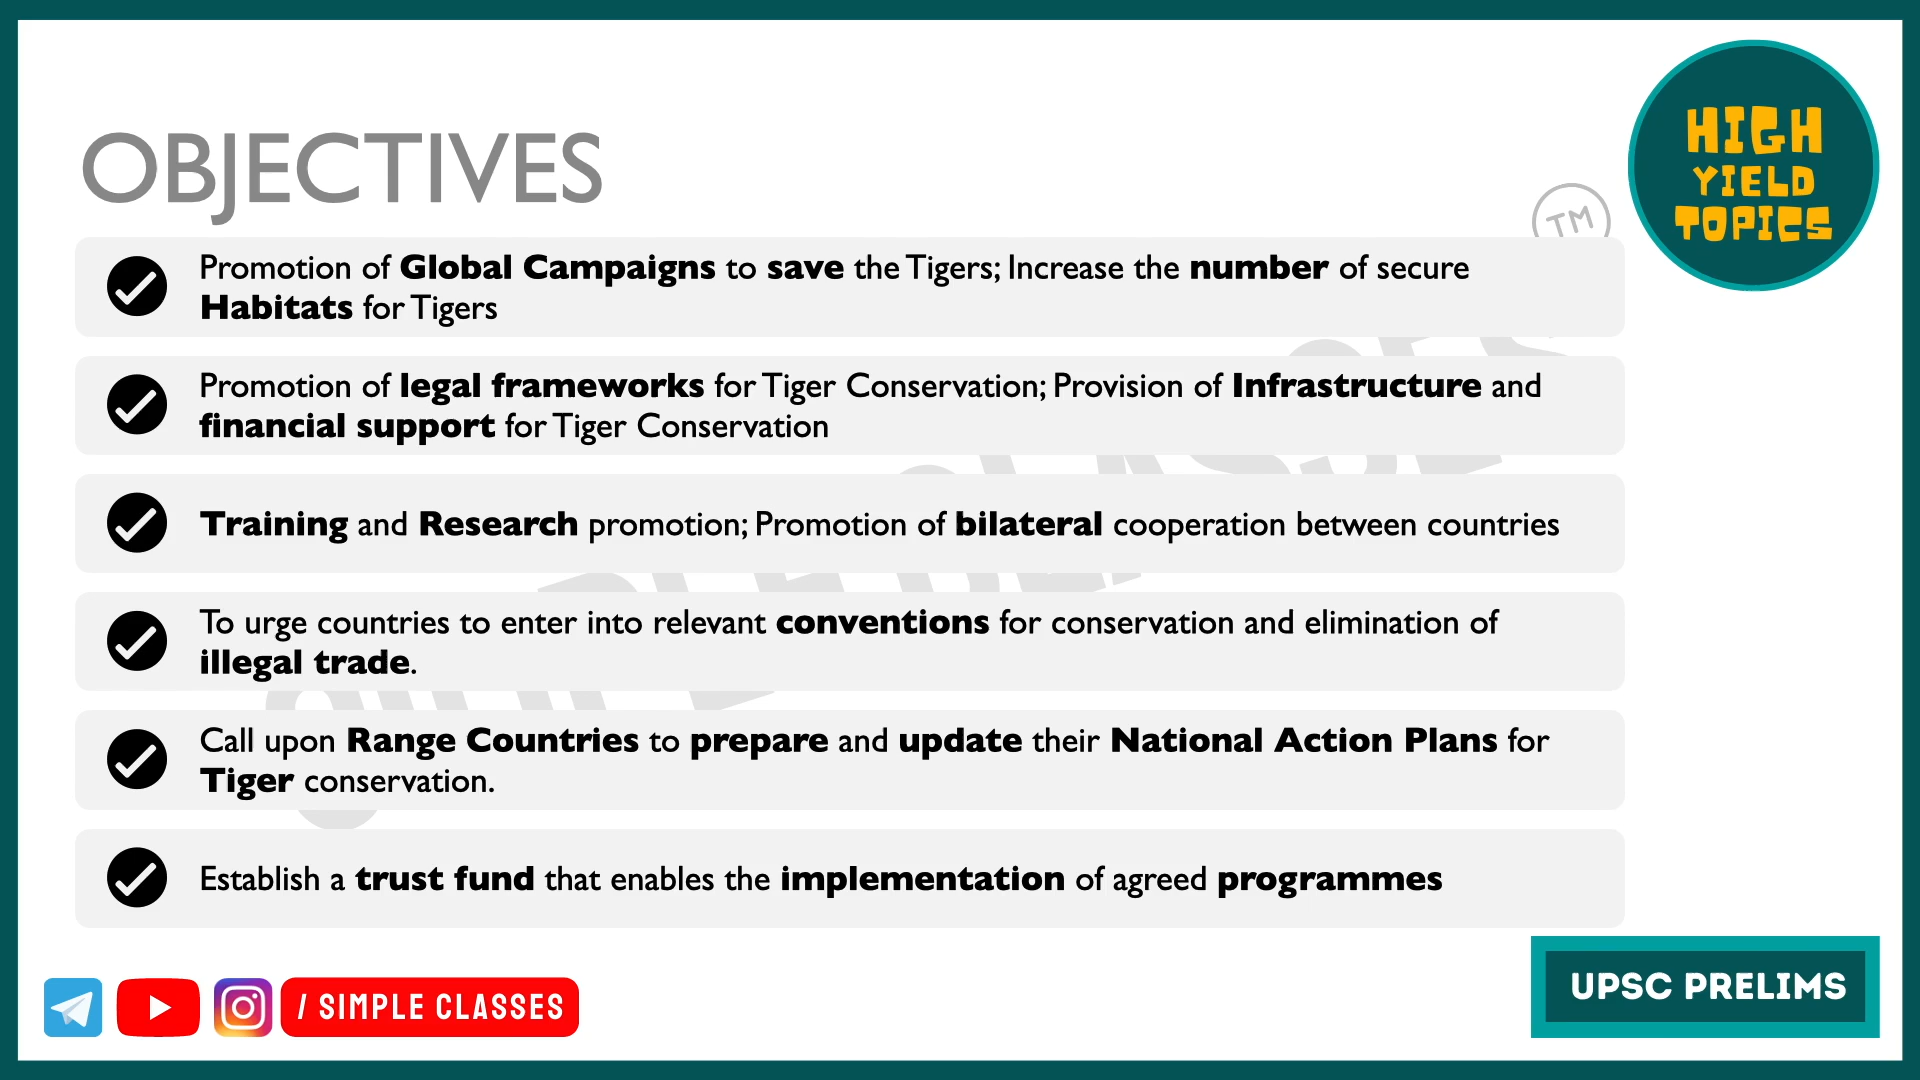 OBJECTIVES
HIGH
YIELD
TOPICS
TM
Promotion of Global Campaigns to save the Tigers; Increase the number of secure
Habitats for Tigers
Promotion of legal frameworks for Tiger Conservation; Provision of Infrastructure and
financial support for Tiger Conservation
Training and Research promotion; Promotion of bilateral cooperation between countries
To urge countries to enter into relevant conventions for conservation and elimination of
illegal trade.
Call upon Range Countries to prepare and update their National Action Plans for
Tiger conservation.
Establish a trust fund that enables the implementation of agreed programmes
/ SIMPLE CLASSES
UPSC PRELIMS